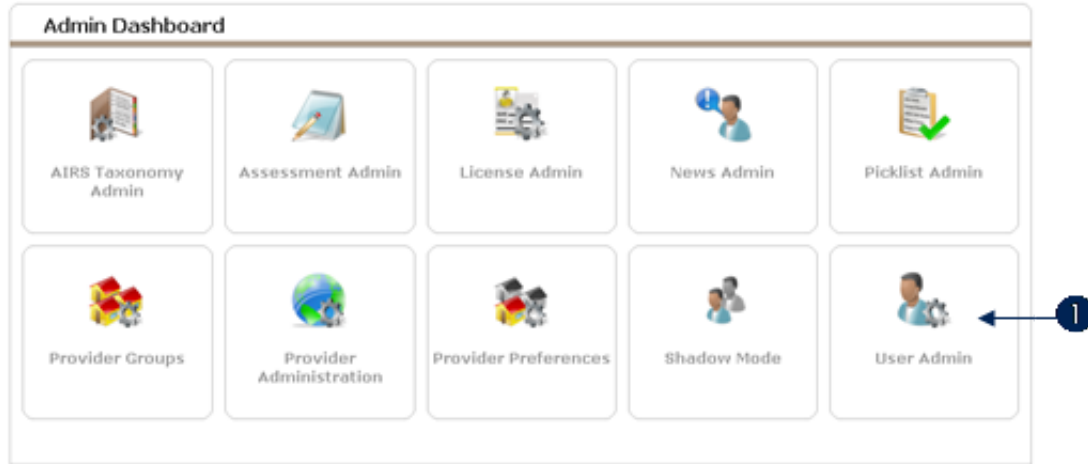 Admin Dashboard
AIRS Taxonomy
Admin
Assessment Admin
License Admin
News Admin
Picklist Admin
Provider Groups
Provider
Administration
Provider Preferences
Shadow Mode
User Admin
1